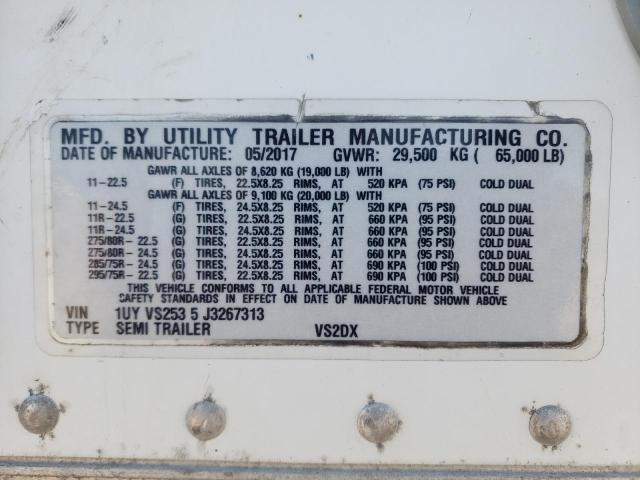 MFD. BY UTILITY TRAILER MANUFACTURING CO.
DATE OF MANUFACTURE: 05/2017 GVWR: 29,500 KG ( 65,000 LB)
GAWR ALL AXLES OF 8,620 KG (19,000 LB) WITH
11-22.5 (F) TIRES, 22.5X8.25 RIMS, AT 520 KPA (75 PSI) COLD DUAL
GAWR ALL AXLES OF 9,100 KG (20,000 LB) WITH
11-24.5 (F) TIRES, 24.5X8.25 RIMS, AT 520 KPA (75 PSI) COLD DUAL
11R-22.5 (G) TIRES, 22.5X8.25 RIMS, AT 660 KPA (95 PSI) COLD DUAL
11R-24.5 (G) TIRES, 24.5X8.25 RIMS, AT 660 KPA (95 PSI) COLD DUAL
275/80R- 22.5 (G) TIRES, 22.5X8.25 RIMS, AT 660 KPA (95 PSI) COLD DUAL
275/80R- 24.5 (G) TIRES, 24.5X8.25 RIMS, AT 660 KPA (95 PSI) COLD DUAL
285/75R- 24.5 (G) TIRES, 24.5X8.25 RIMS, AT 690 KPA (100 PSI) COLD DUAL
295/75R- 22.5 (G) TIRES, 22.5X8.25 RIMS, AT 690 KPA (100 PSI) COLD DUAL
THIS VEHICLE CONFORMS TO ALL APPLICABLE FEDERAL MOTOR VEHICLE
SAFETY STANDARDS IN EFFECT ON DATE OF MANUFACTURE SHOWN ABOVE
VIN 1UY VS253 5 J3267313
TYPE SEMI TRAILER VS2DX